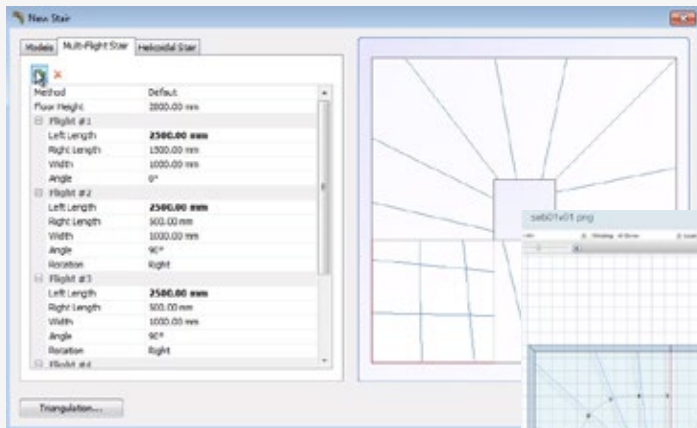 New Stair
Models Multi-Flight Stair Helicoidal Stair
Method Default
Floor Height 2800.00 mm
Flight #1
Left Length 2500.00 mm
Right Length 1500.00 mm
Width 1000.00 mm
Angle 0°
Flight #2
Left Length 2500.00 mm
Right Length 500.00 mm
Width 1000.00 mm
Angle 90°
Rotation Right
Flight #3
Left Length 2500.00 mm
Right Length 500.00 mm
Width 1000.00 mm
Angle 90°
Rotation Right
Flight #4
Triangulation...
seb01v01 png